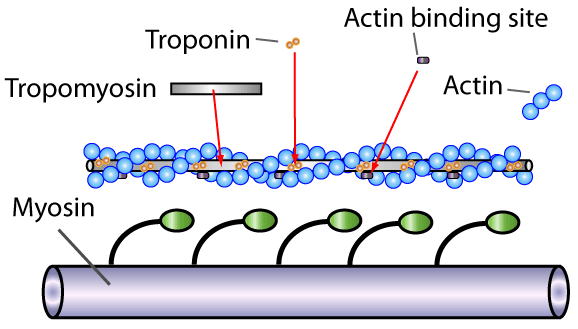 Actin binding site
Troponin
Tropomyosin
Actin
Myosin